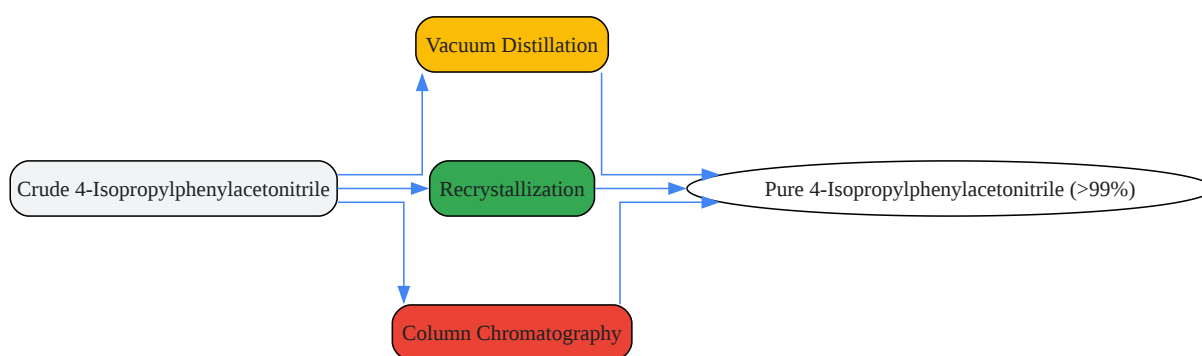 Vacuum Distillation
Crude 4-Isopropylphenylacetonitrile
Recrystallization
Pure 4-Isopropylphenylacetonitrile (>99%)
Column Chromatography